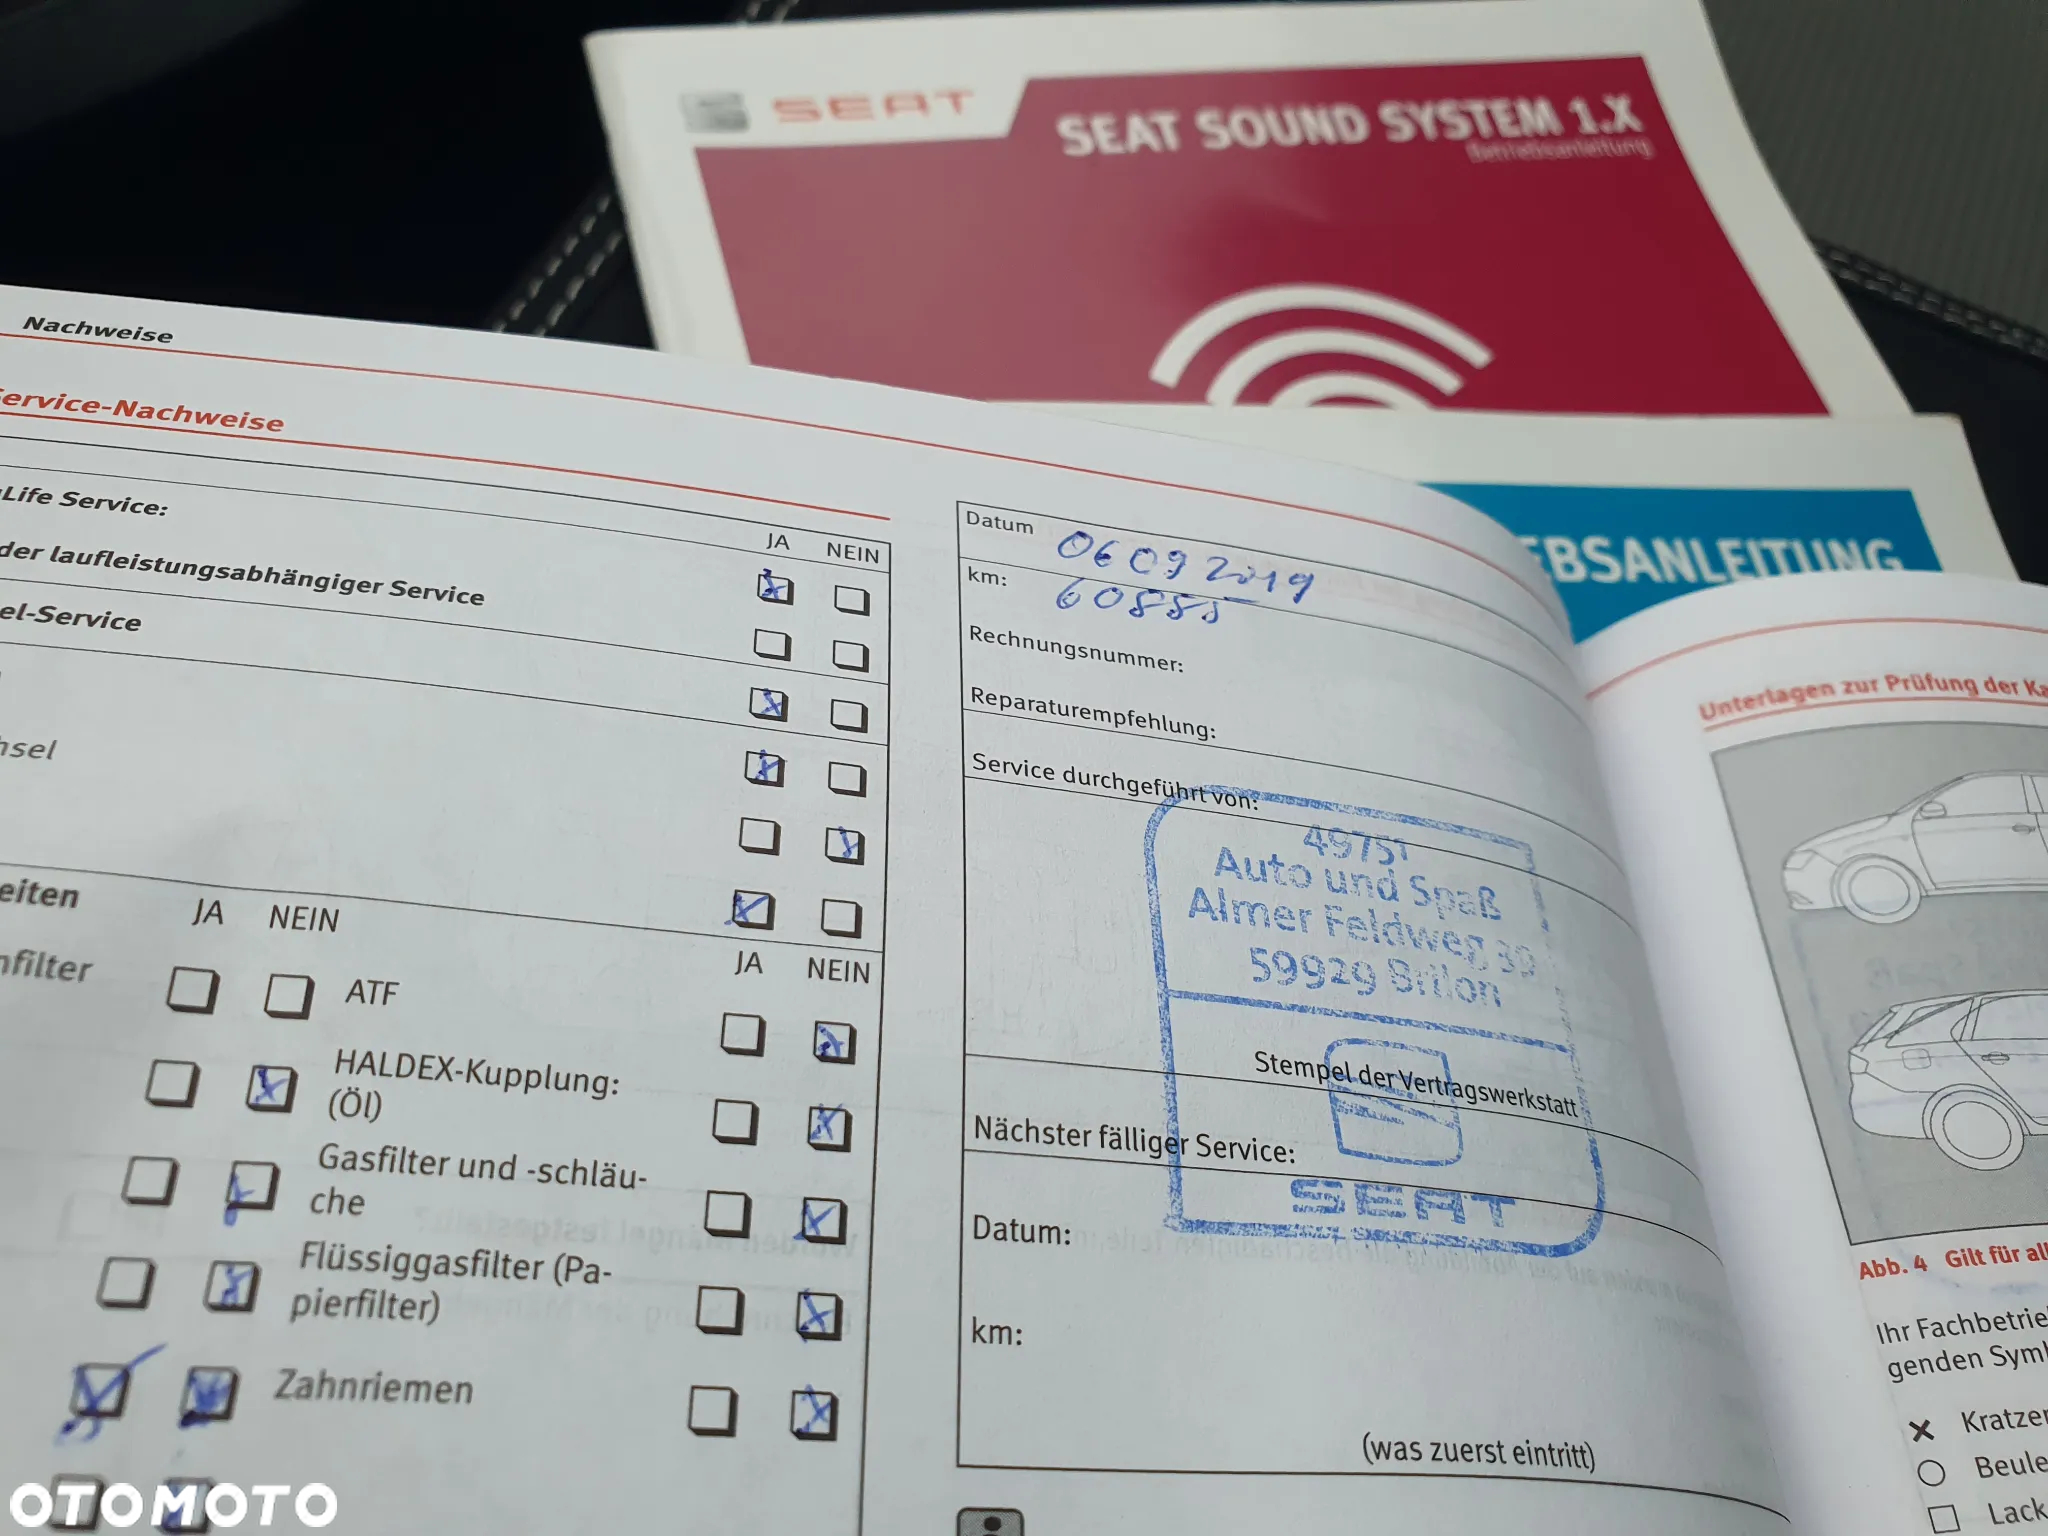 SEAT
SEAT SOUND SYSTEM 1.X
Betriebsanleitung
EBSANLEITUNG
Nachweise
Service-Nachweise
Life Service:
JA NEIN
der laufleistungsabhängiger Service
el-Service
hsel
eiten JA NEIN
JA NEIN
nfilter
ATF
HALDEX-Kupplung:
(Öl)
Gasfilter und -schläu-
che
Flüssiggasfilter (Pa-
pierfilter)
Zahnriemen
Datum 06 09 2019
km: 60885
Rechnungsnummer:
Reparaturempfehlung:
Service durchgeführt von:
49751
Auto und Spaß
Almer Feldweg
59929 Brilon
Stempel der Vertragswerkstatt
SEAT
Nächster fälliger Service:
Datum:
km:
(was zuerst eintritt)
Unterlagen zur Prüfung der Ka
Abb. 4 Gilt für all
Ihr Fachbetrie
genden Symb
Kratzer
Beule
Lack
OTOMOTO